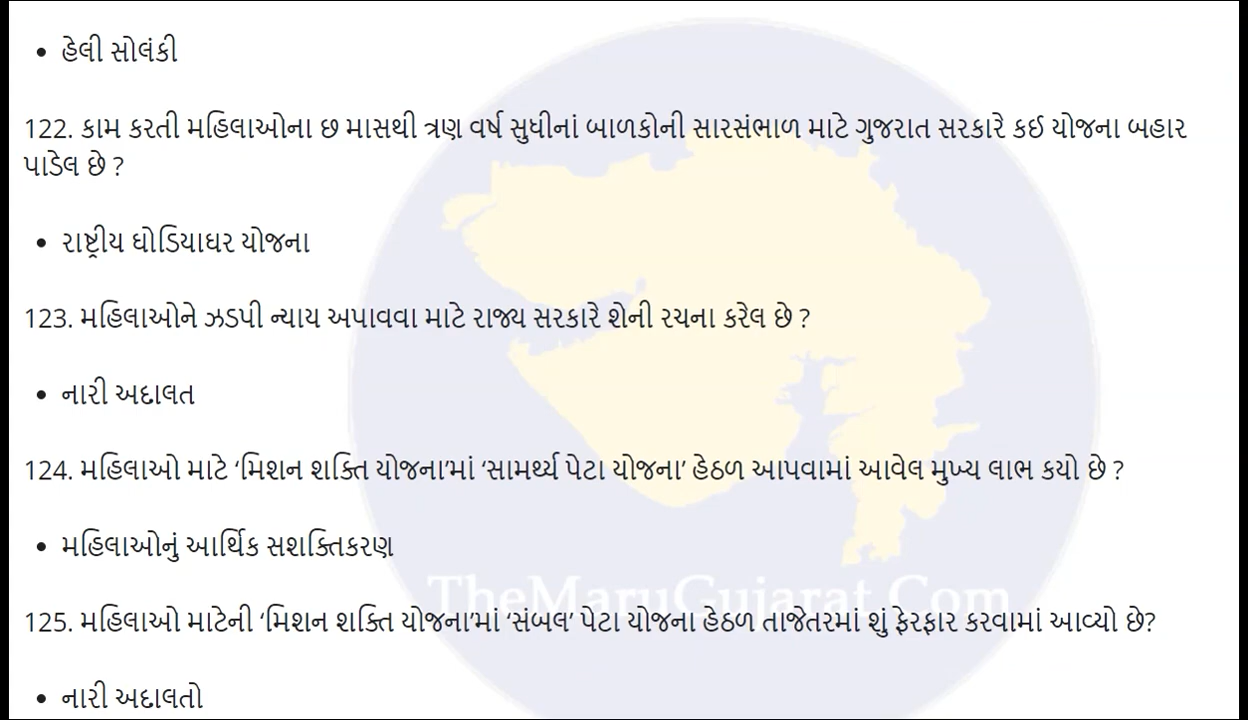 • હેલી સોલંકી
122. કામ કરતી મહિલાઓના છ માસથી ત્રણ વર્ષ સુધીનાં બાળકોની સારસંભાળ માટે ગુજરાત સરકારે કઈ યોજના બહાર
પાડેલ છે ?
• રાષ્ટ્રીય ઘોડિયાઘર યોજના
123. મહિલાઓને ઝડપી ન્યાય અપાવવા માટે રાજ્ય સરકારે શેની રચના કરેલ છે ?
• નારી અદાલત
124. મહિલાઓ માટે ‘મિશન શક્તિ યોજના’માં ‘સામર્થ્ય પેટા યોજના’ હેઠળ આપવામાં આવેલ મુખ્ય લાભ કયો છે ?
• મહિલાઓનું આર્થિક સશક્તિકરણ
TheMaruGujarat.Com
125. મહિલાઓ માટેની ‘મિશન શક્તિ યોજના’માં ‘સંબલ’ પેટા યોજના હેઠળ તાજેતરમાં શું ફેરફાર કરવામાં આવ્યો છે?
• નારી અદાલતો